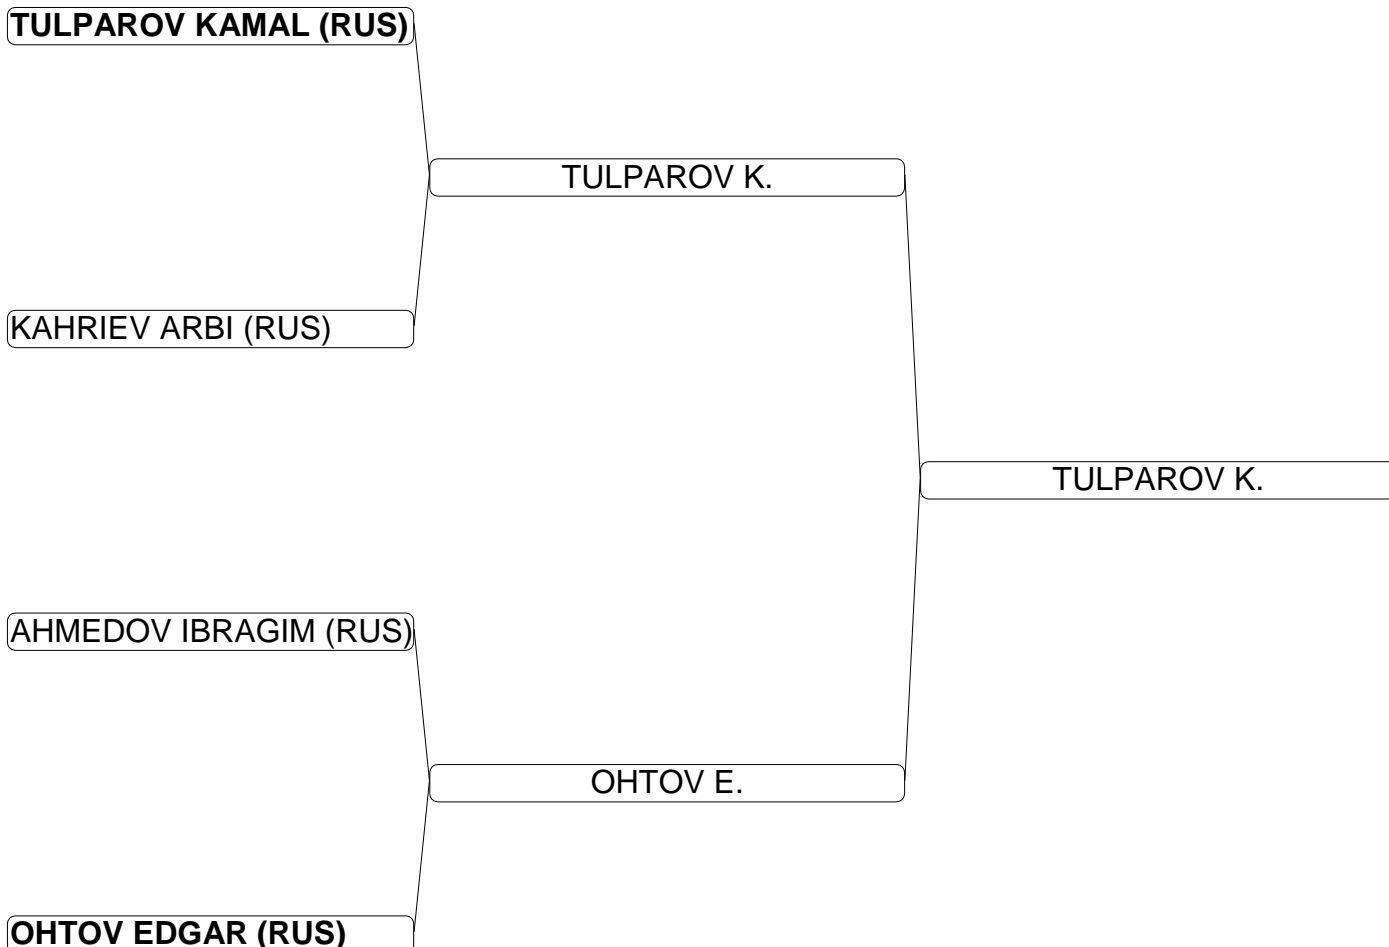 TULPAROV KAMAL (RUS)
TULPAROV K.
KAHRIEV ARBI (RUS)
TULPAROV K.
AHMEDOV IBRAGIM (RUS)
OHTOV E.
OHTOV EDGAR (RUS)